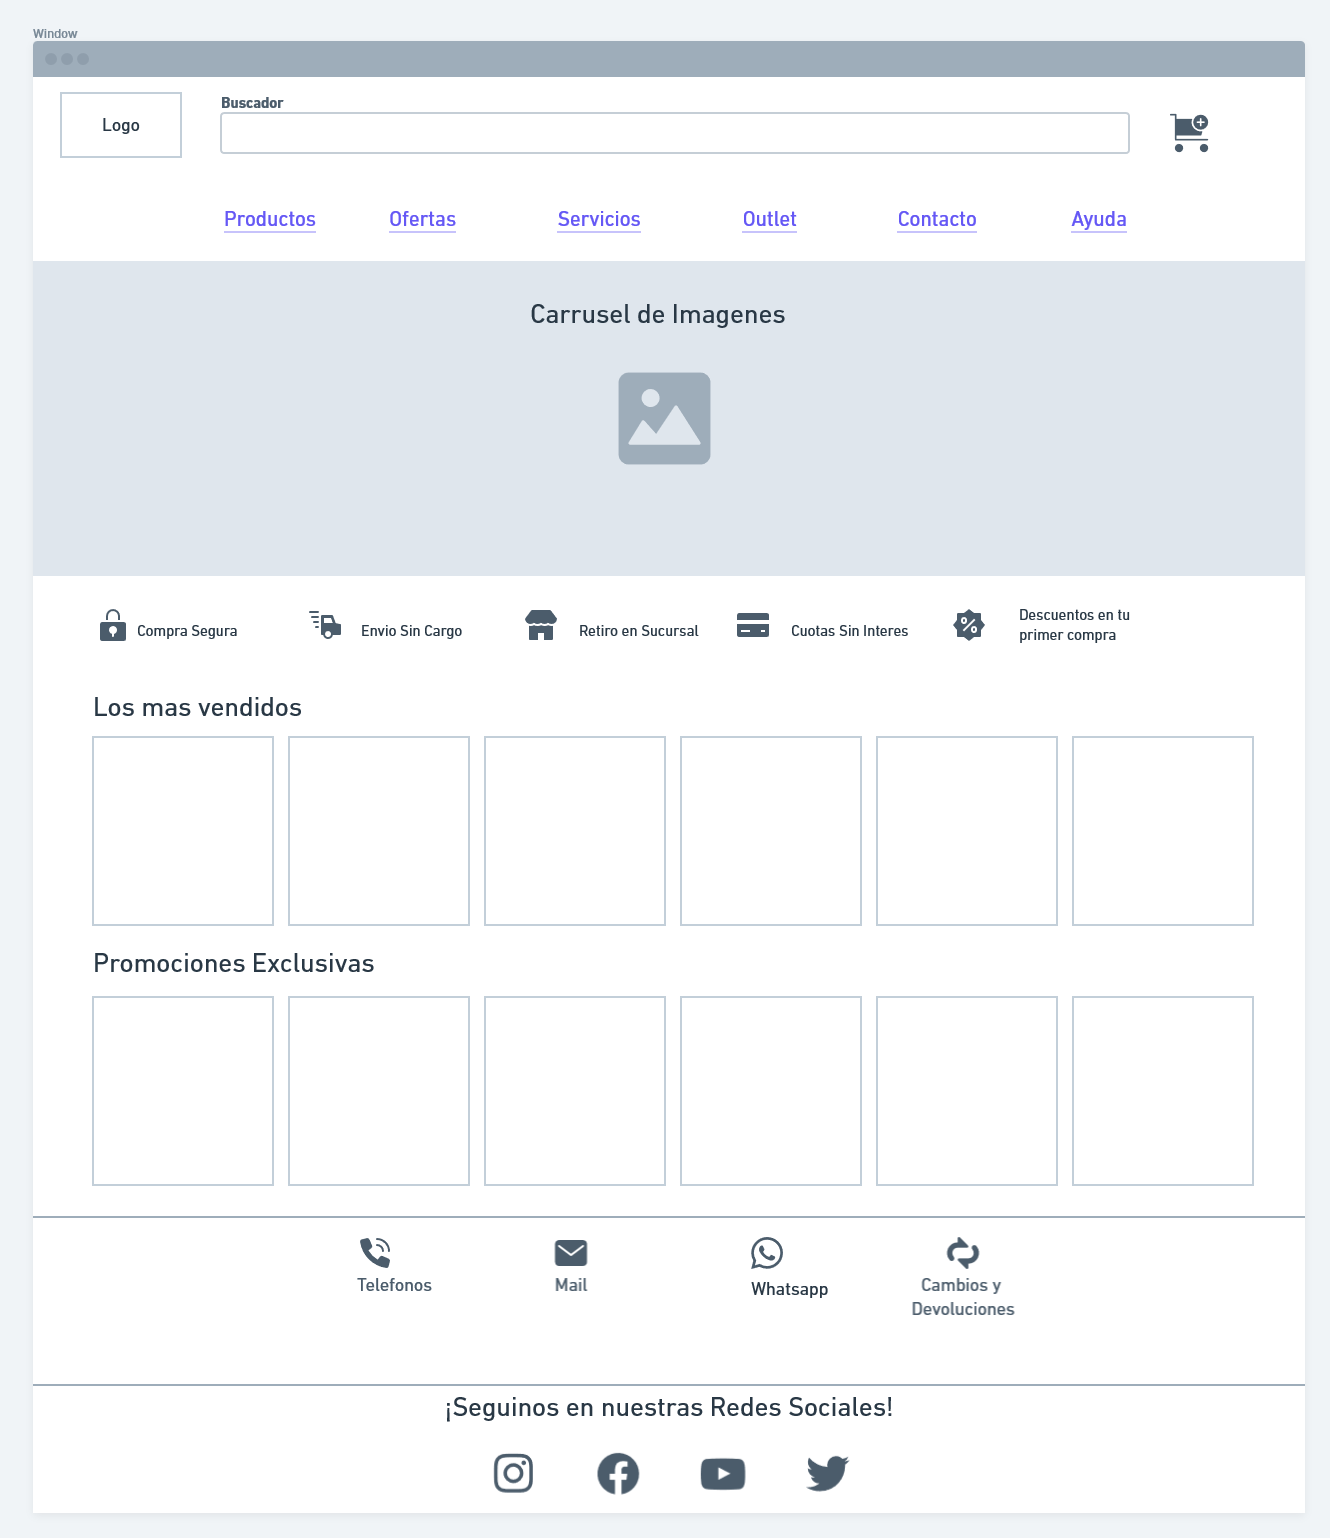 Window
Logo
Buscador
Productos Ofertas Servicios Outlet Contacto Ayuda
Carrusel de Imagenes
Compra Segura
Envio Sin Cargo
Retiro en Sucursal
Cuotas Sin Interes
Descuentos en tu
primer compra
Los mas vendidos
Promociones Exclusivas
Telefonos
Mail
Whatsapp
Cambios y
Devoluciones
¡Seguinos en nuestras Redes Sociales!